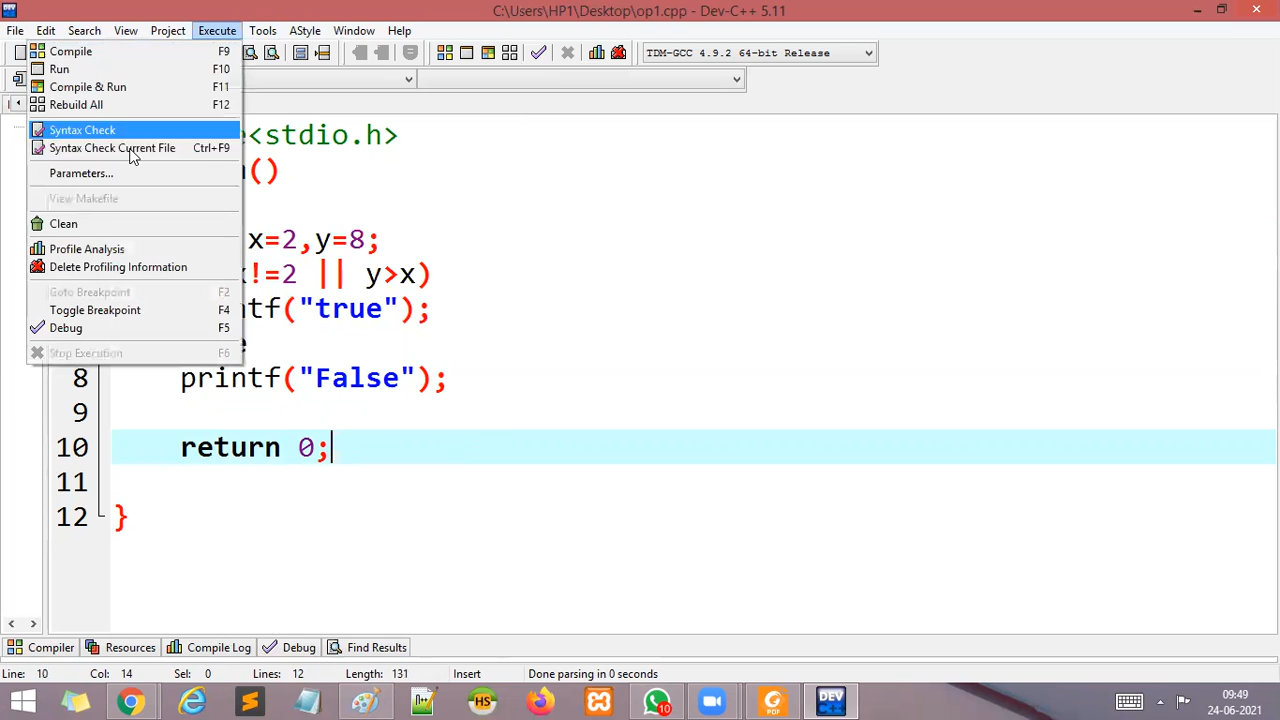 C:\Users\HP1\Desktop\op1.cpp - Dev-C++ 5.11
File Edit Search View Project Execute Tools AStyle Window Help
TDM-GCC 4.9.2 64-bit Release
Compile F9
Run F10
Compile & Run F11
Rebuild All F12
Syntax Check
Syntax Check Current File Ctrl+F9
Parameters...
View Makefile
Clean
Profile Analysis
Delete Profiling Information
Goto Breakpoint F2
Toggle Breakpoint F4
Debug F5
Stop Execution F6
<stdio.h>
()
x=2,y=8;
!=2 || y>x)
ntf("true");
e
8 printf("False");
9
10 return 0;
11
12 }
Compiler Resources Compile Log Debug Find Results
Line: 10 Col: 14 Sel: 0 Lines: 12 Length: 131 Insert Done parsing in 0 seconds
n++ HS 10 PDF DEV C++
09:49
24-06-2021